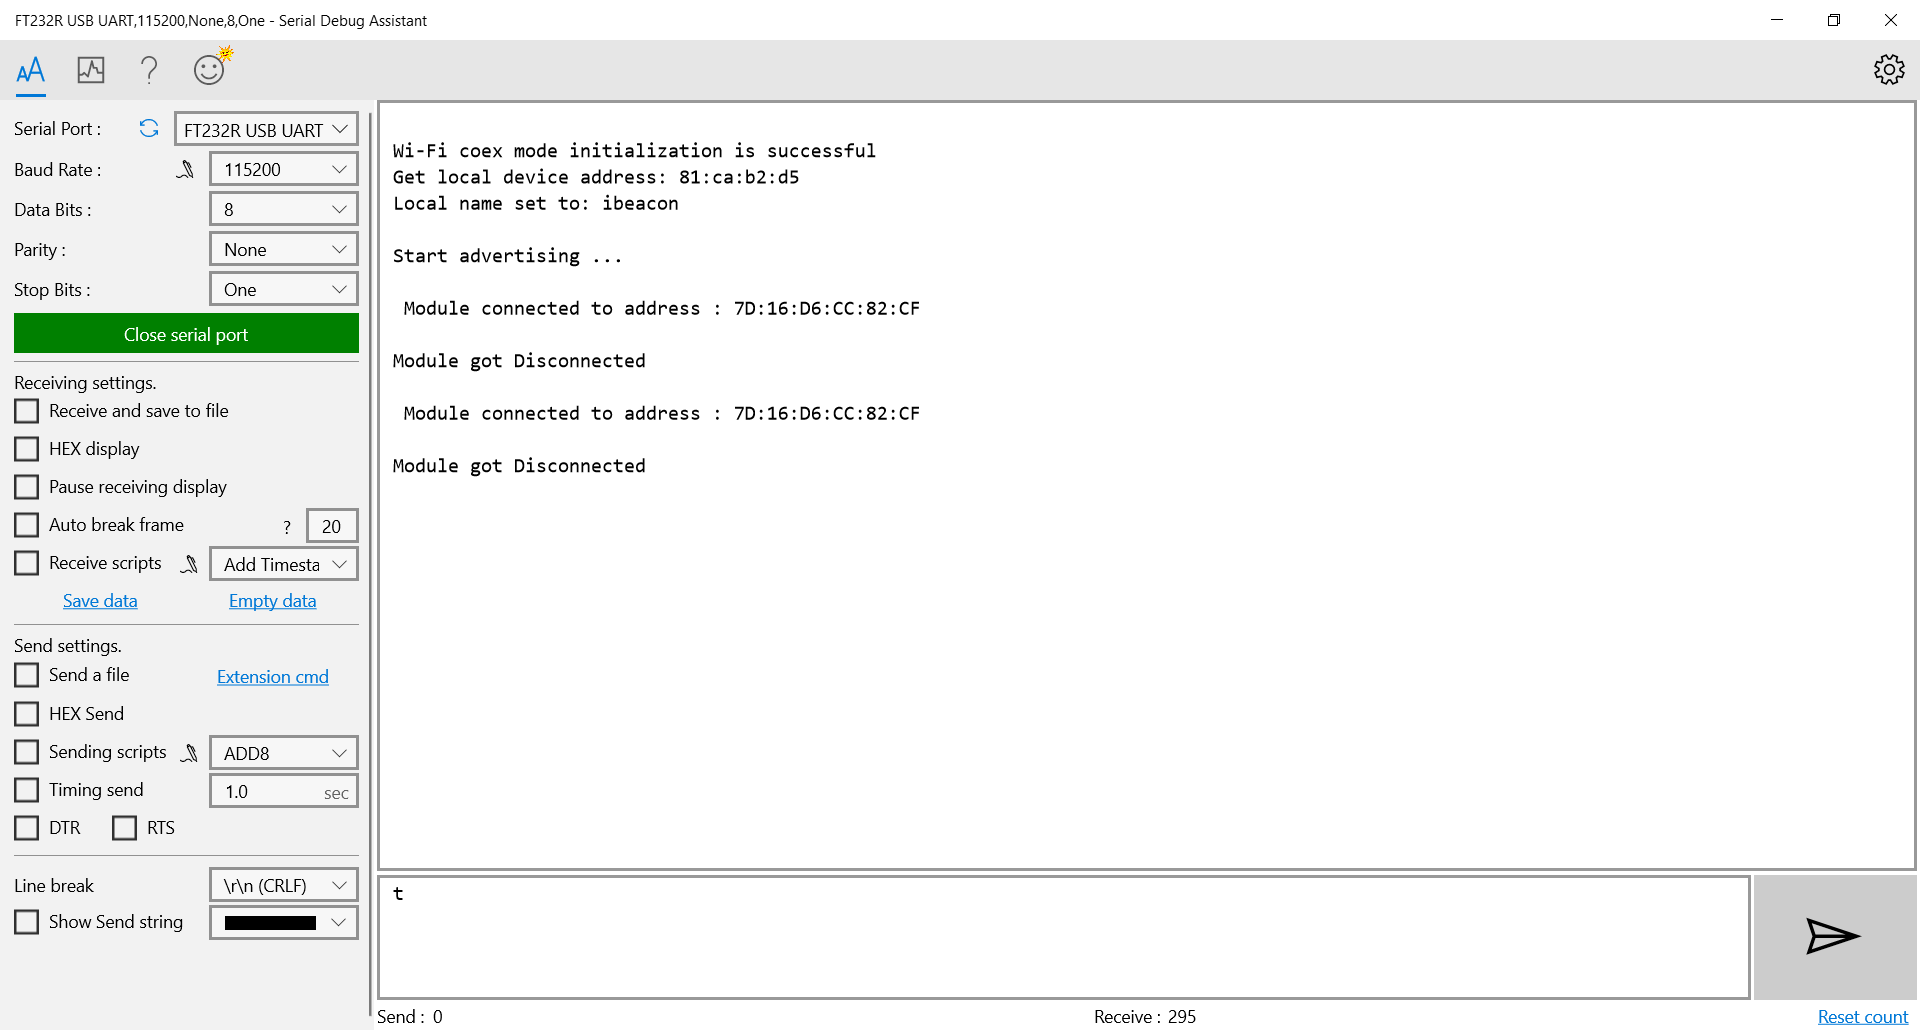 FT232R USB UART,115200,None,8,One - Serial Debug Assistant
AA
?
Serial Port :
FT232R USB UART
Baud Rate :
115200
Data Bits :
8
Parity :
None
Stop Bits :
One
Close serial port
Receiving settings.
Receive and save to file
HEX display
Pause receiving display
Auto break frame
?
20
Receive scripts
Add Timesta
Save data
Empty data
Send settings.
Send a file
Extension cmd
HEX Send
Sending scripts
ADD8
Timing send
1.0
sec
DTR
RTS
Line break
\r\n (CRLF)
Show Send string
Wi-Fi coex mode initialization is successful
Get local device address: 81:ca:b2:d5
Local name set to: ibeacon
Start advertising ...
Module connected to address : 7D:16:D6:CC:82:CF
Module got Disconnected
Module connected to address : 7D:16:D6:CC:82:CF
Module got Disconnected
t
Send : 0
Receive : 295
Reset count